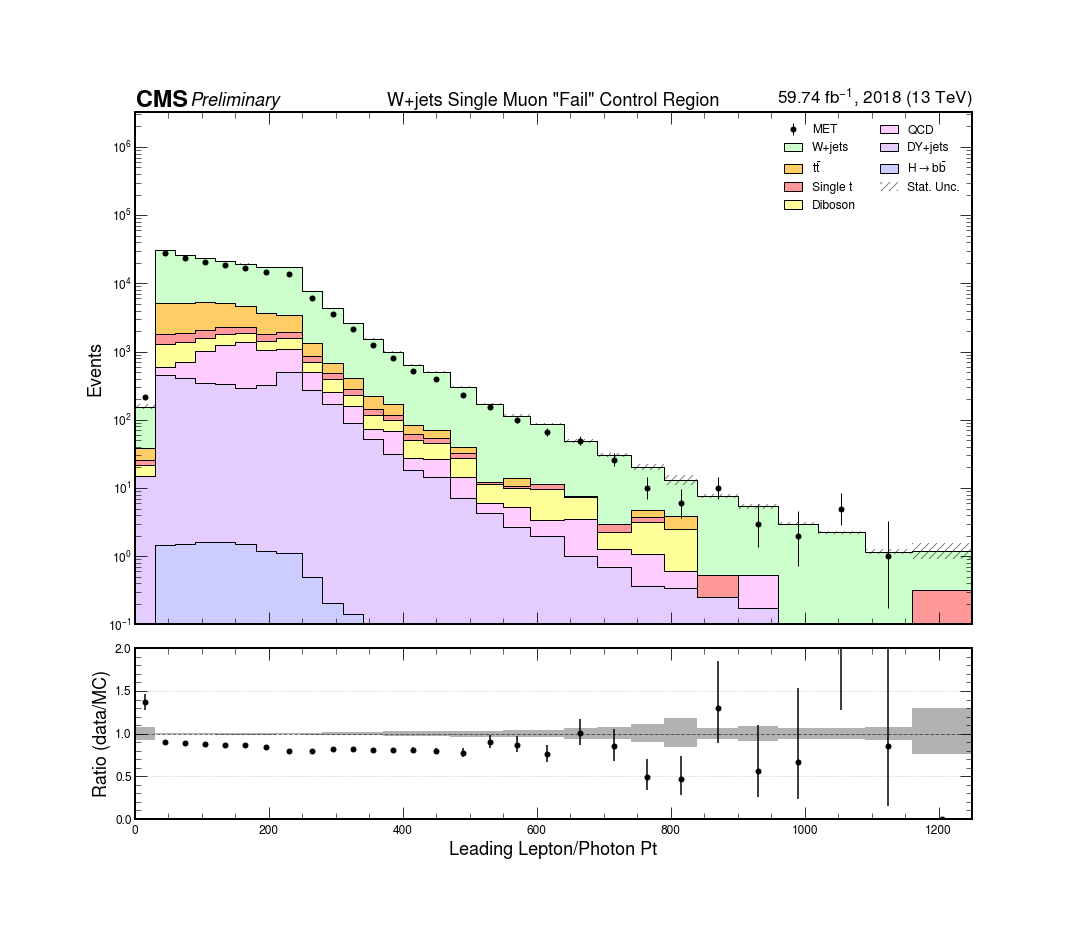 CMS Preliminary W+jets Single Muon "Fail" Control Region 59.74 fb⁻¹, 2018 (13 TeV)
MET QCD
W+jets DY+jets
tt̄ H→bb̄
Single t Stat. Unc.
Diboson
Events
10⁶
10⁵
10⁴
10³
10²
10¹
10⁰
10⁻¹
Ratio (data/MC)
2.0
1.5
1.0
0.5
0.0
0 200 400 600 800 1000 1200
Leading Lepton/Photon Pt